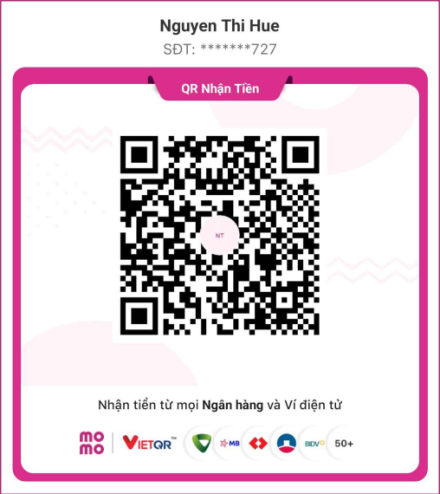 Nguyen Thi Hue
SĐT: *******727
QR Nhận Tiền
NT
Nhận tiền từ mọi Ngân hàng và Ví điện tử
mo
mo
VIETQR™
MB
BIDV
50+